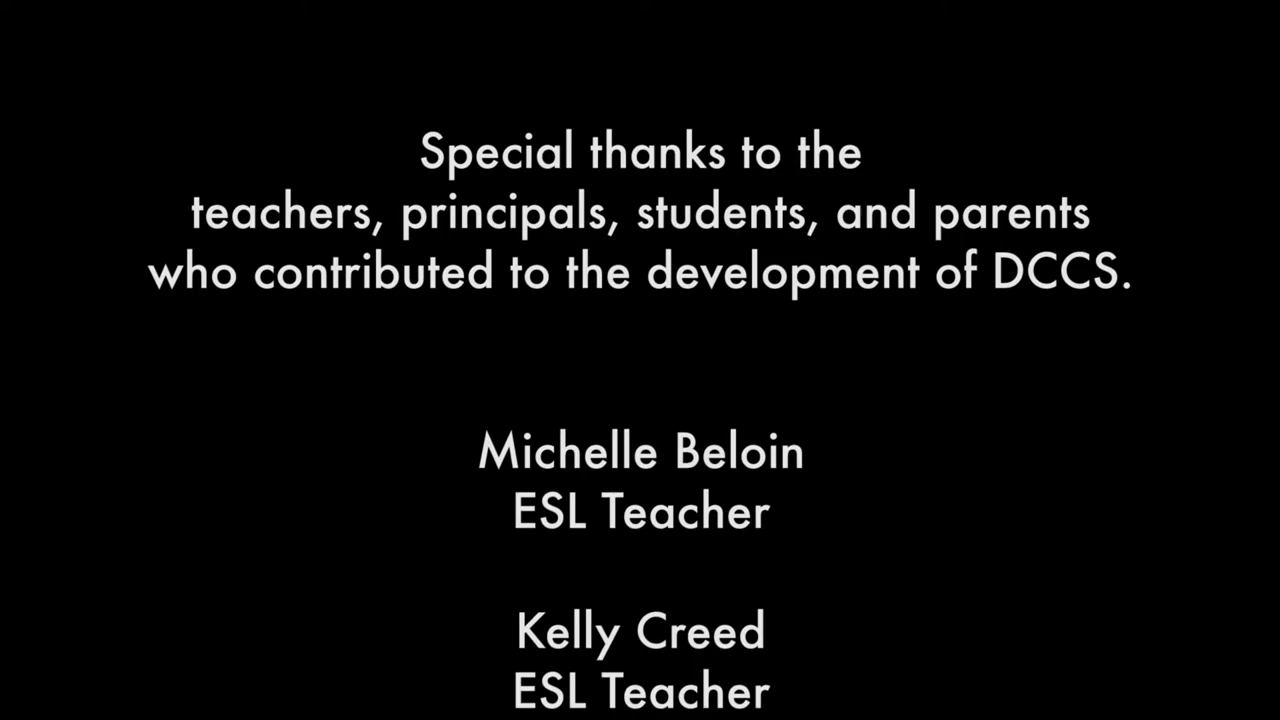 Special thanks to the
teachers, principals, students, and parents
who contributed to the development of DCCS.
Michelle Beloin
ESL Teacher
Kelly Creed
ESL Teacher